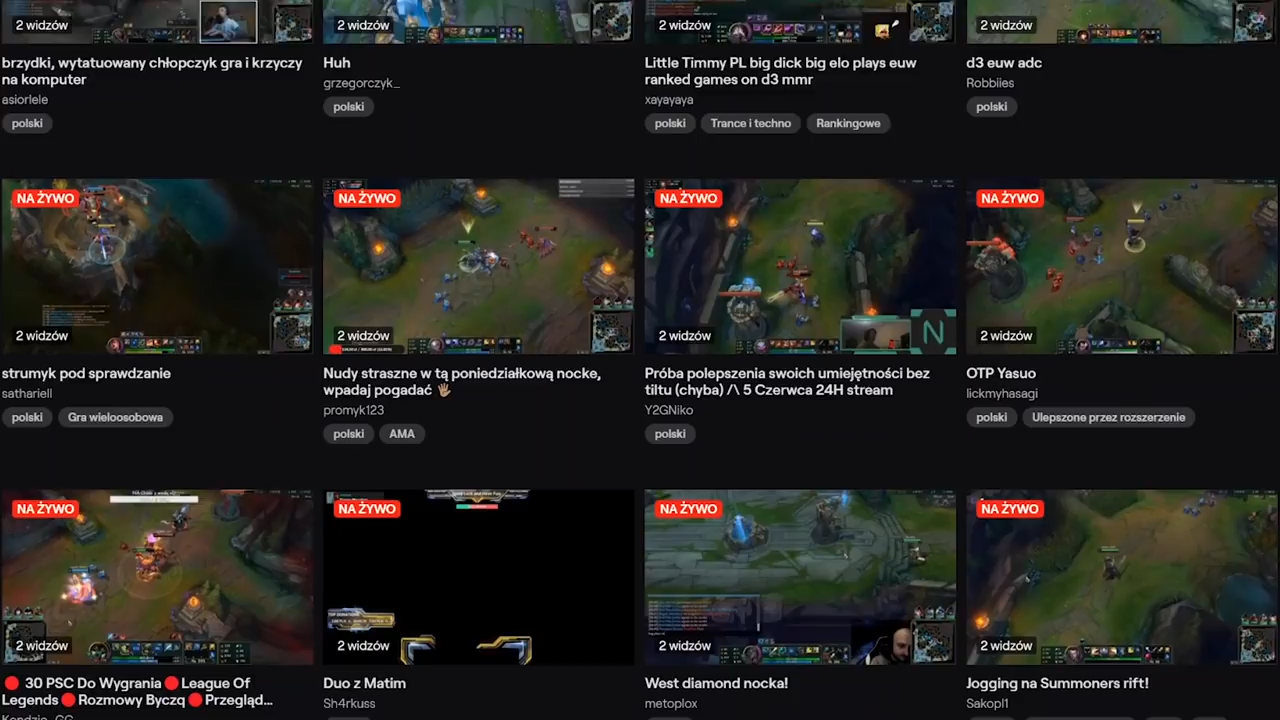 2 widzów
2 widzów
2 widzów
2 widzów
brzydki, wytatuowany chłopczyk gra i krzyczy
na komputer
asiorlele
polski
Huh
grzegorczyk_
polski
Little Timmy PL big dick big elo plays euw
ranked games on d3 mmr
xayayaya
polski Trance i techno Rankingowe
d3 euw adc
Robbiies
polski
NA ŻYWO
2 widzów
strumyk pod sprawdzanie
sathariell
polski Gra wieloosobowa
NA ŻYWO
2 widzów
Nudy straszne w tą poniedziałkową nocke,
wpadaj pogadać 🖐🏽
promyk123
polski AMA
NA ŻYWO
N
2 widzów
Próba polepszenia swoich umiejętności bez
tiltu (chyba) /\ 5 Czerwca 24H stream
Y2GNiko
polski
NA ŻYWO
2 widzów
OTP Yasuo
lickmyhasagi
polski Ulepszone przez rozszerzenie
NA ŻYWO
2 widzów
🔴 30 PSC Do Wygrania 🔴League Of
Legends 🔴Rozmowy Byczq 🔴Przegląd...
NA ŻYWO
2 widzów
Duo z Matim
Sh4rkuss
NA ŻYWO
2 widzów
West diamond nocka!
metoplox
NA ŻYWO
2 widzów
Jogging na Summoners rift!
Sakopl1